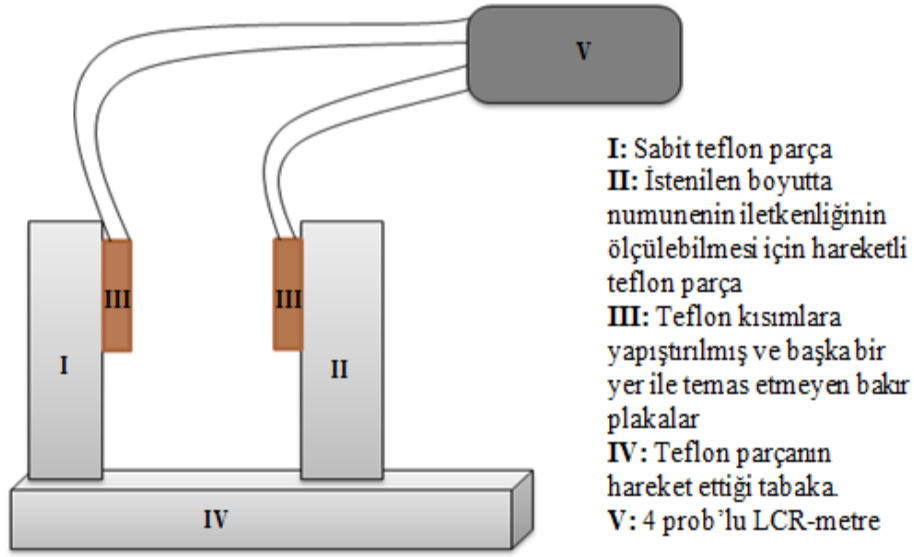 V
III
III
I
II
IV
I: Sabit teflon parça
II: İstenilen boyutta
numunenin iletkenliğinin
ölçülebilmesi için hareketli
teflon parça
III: Teflon kısımlara
yapıştırılmış ve başka bir
yer ile temas etmeyen bakır
plakalar
IV: Teflon parçanın
hareket ettiği tabaka.
V: 4 prob’lu LCR-metre